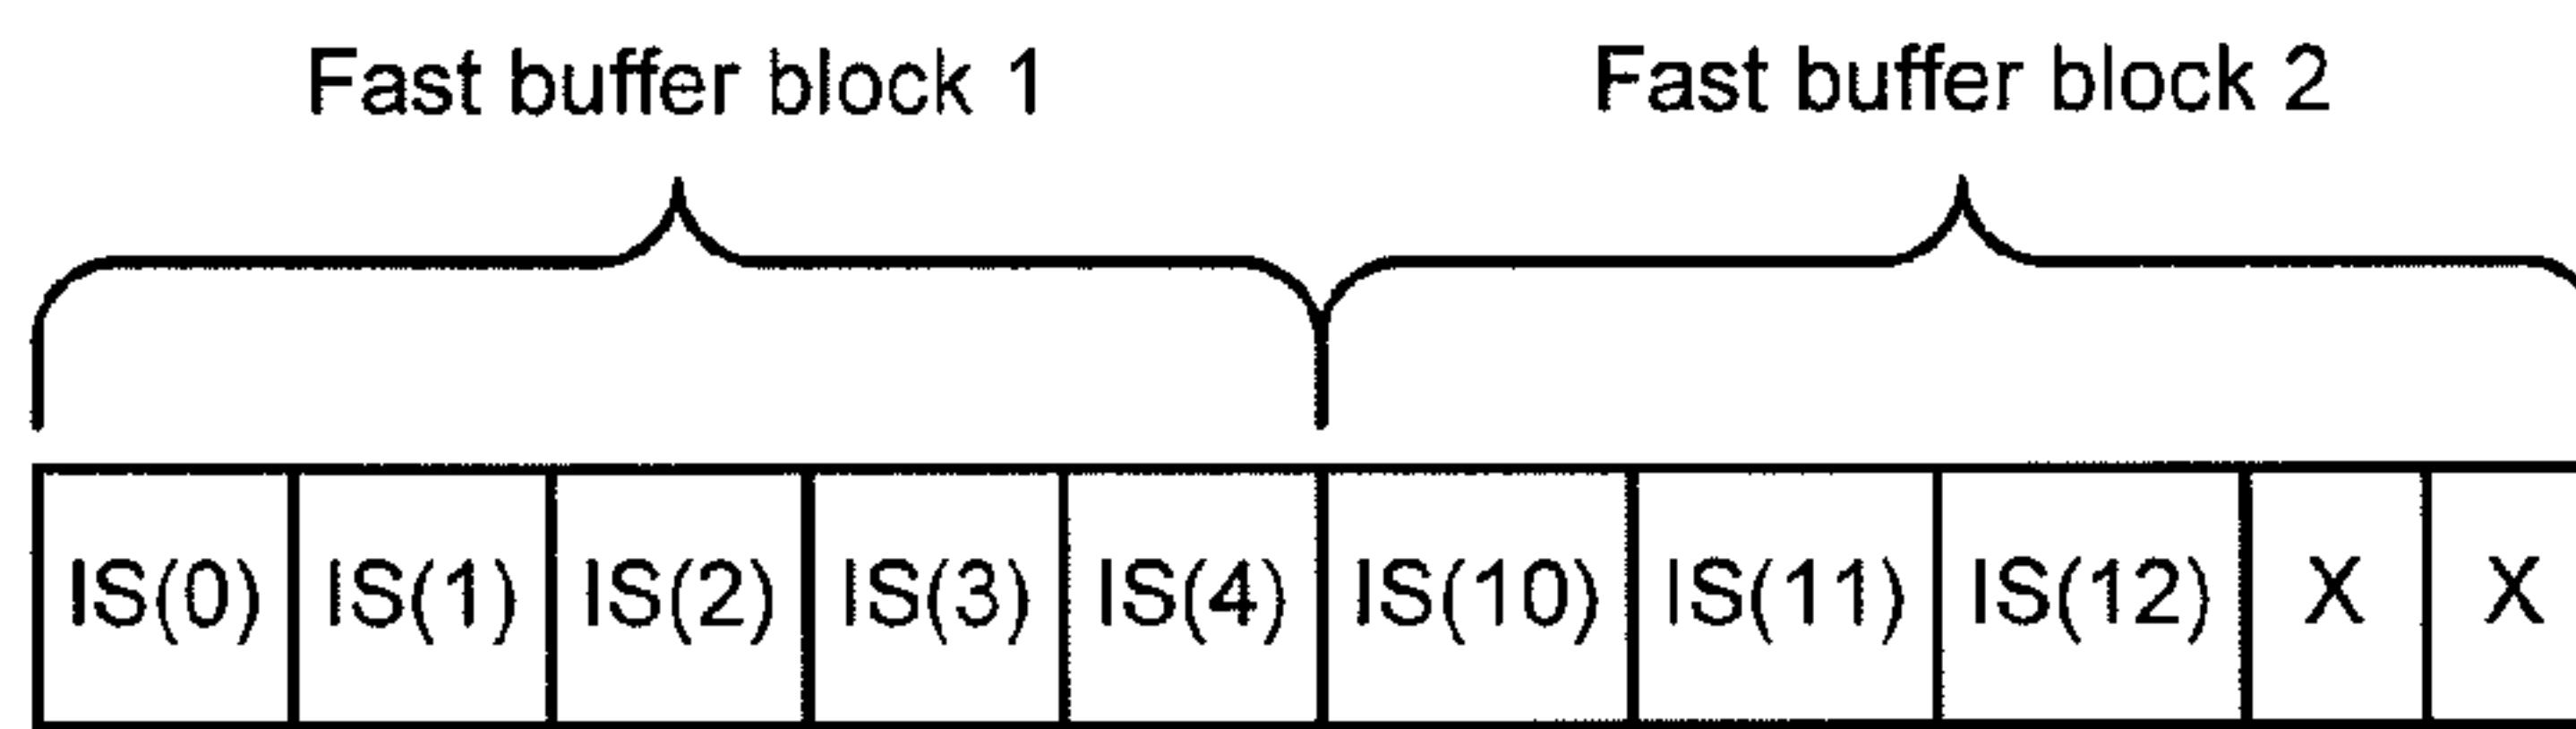 Fast buffer block 1 Fast buffer block 2
IS(0) IS(1) IS(2) IS(3) IS(4) IS(10) IS(11) IS(12) X X